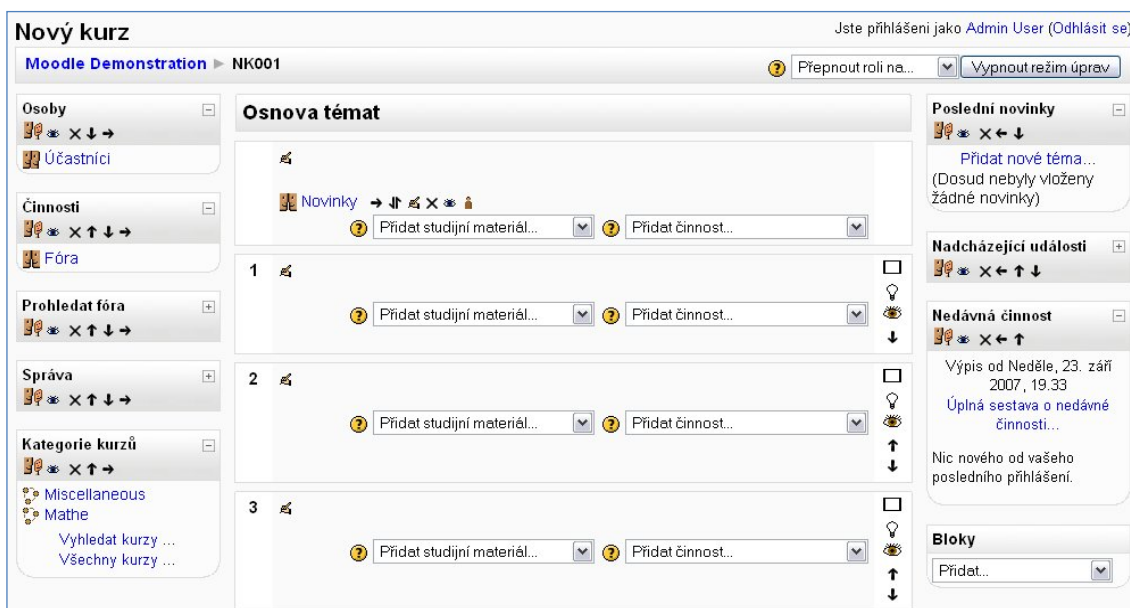 Nový kurz
Jste přihlášeni jako Admin User (Odhlásit se)
Moodle Demonstration ► NK001
Přepnout roli na...
Vypnout režim úprav
Osoby
Účastníci
Činnosti
Fóra
Prohledat fóra
Správa
Kategorie kurzů
Miscellaneous
Mathe
Vyhledat kurzy ...
Všechny kurzy ...
Osnova témat
Novinky
Přidat studijní materiál... Přidat činnost...
1
Přidat studijní materiál... Přidat činnost...
2
Přidat studijní materiál... Přidat činnost...
3
Přidat studijní materiál... Přidat činnost...
Poslední novinky
Přidat nové téma...
(Dosud nebyly vloženy
žádné novinky)
Nadcházející události
Nedávná činnost
Výpis od Neděle, 23. září
2007, 19.33
Úplná sestava o nedávné
činnosti...
Nic nového od vašeho
posledního přihlášení.
Bloky
Přidat...